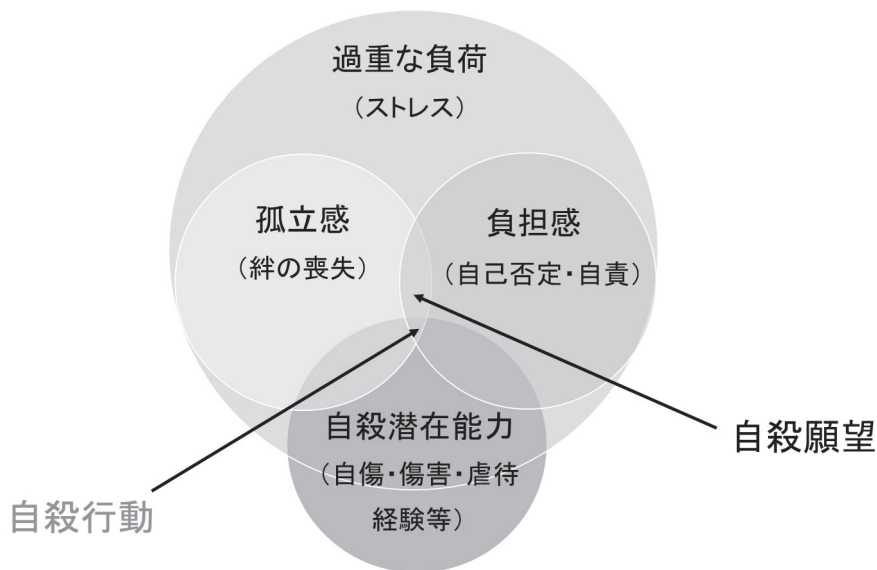 過重な負荷
（ストレス）
孤立感
（絆の喪失）
負担感
（自己否定・自責）
自殺潜在能力
（自傷・傷害・虐待
経験等）
自殺願望
自殺行動